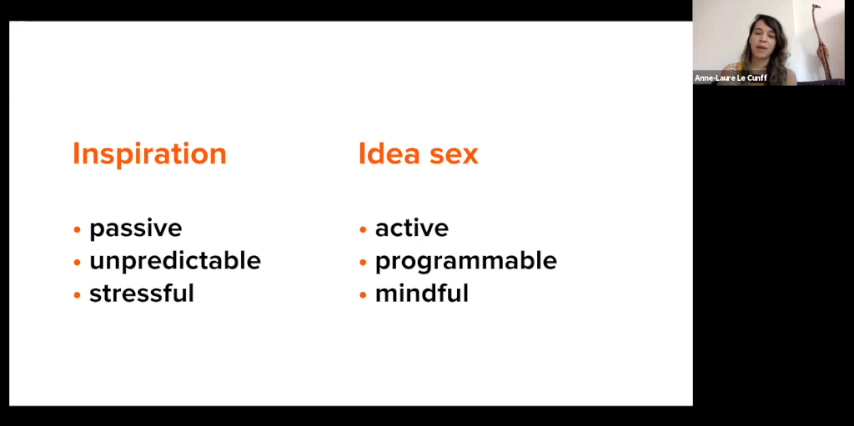 Inspiration
• passive
• unpredictable
• stressful
Idea sex
• active
• programmable
• mindful
Anne-Laure Le Cunff